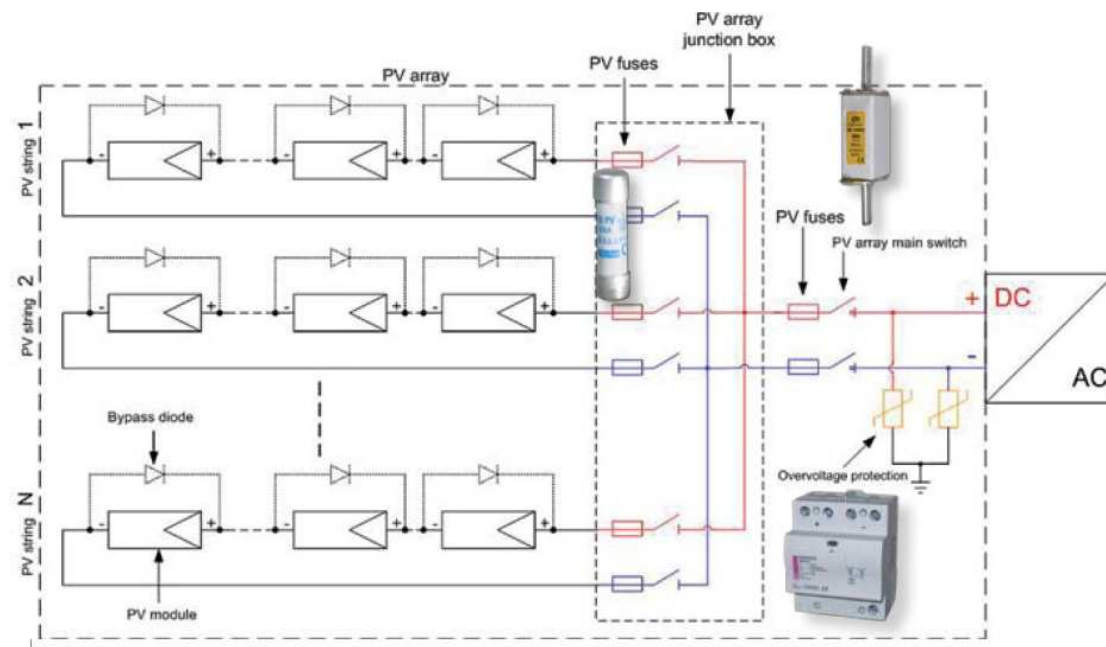 PV array
junction box
PV fuses
PV array
PV string 1
- + - + - +
PV fuses
PV array main switch
PV string 2
- + - + - +
+ DC
-
AC
Bypass diode
Overvoltage protection
PV string N
- + - + - +
PV module